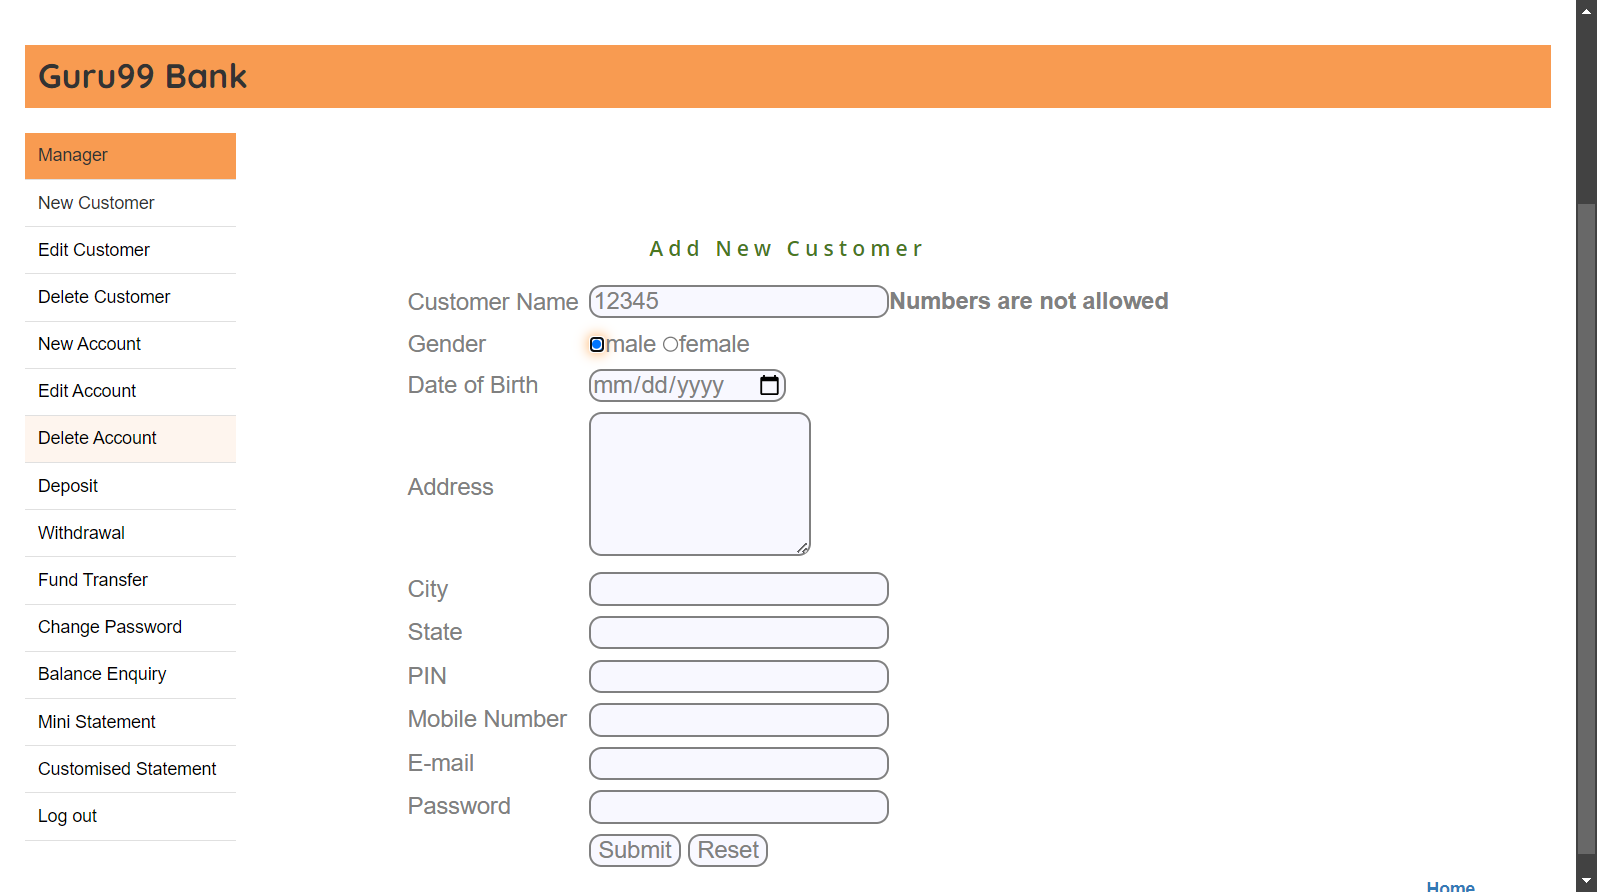 Guru99 Bank
Manager
New Customer
Edit Customer
Delete Customer
New Account
Edit Account
Delete Account
Deposit
Withdrawal
Fund Transfer
Change Password
Balance Enquiry
Mini Statement
Customised Statement
Log out
Add New Customer
Customer Name 12345 Numbers are not allowed
Gender male female
Date of Birth mm/dd/yyyy
Address
City
State
PIN
Mobile Number
E-mail
Password
Submit Reset
Home